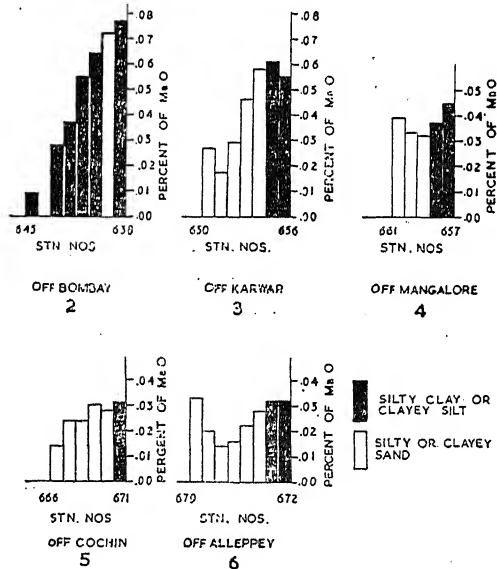 .08
.07
.06
.05
.04
.03
.02
.01
.00
PERCENT OF MnO
645 638
STN NOS
OFF BOMBAY
2
.08
.07
.06
.05
.04
.03
.02
.01
.00
PERCENT OF MnO
650 656
STN. NOS.
OFF KARWAR
3
.05
.04
.03
.02
.01
.00
PERCENT OF MnO
661 657
STN. NOS
OFF MANGALORE
4
.04
.03
.02
.01
.00
PERCENT OF MnO
666 671
STN. NOS
OFF COCHIN
5
.04
.03
.02
.01
.00
PERCENT OF MnO
679 672
STN. NOS.
OFF ALLEPPEY
6
SILTY CLAY OR
CLAYEY SILT
SILTY OR CLAYEY
SAND